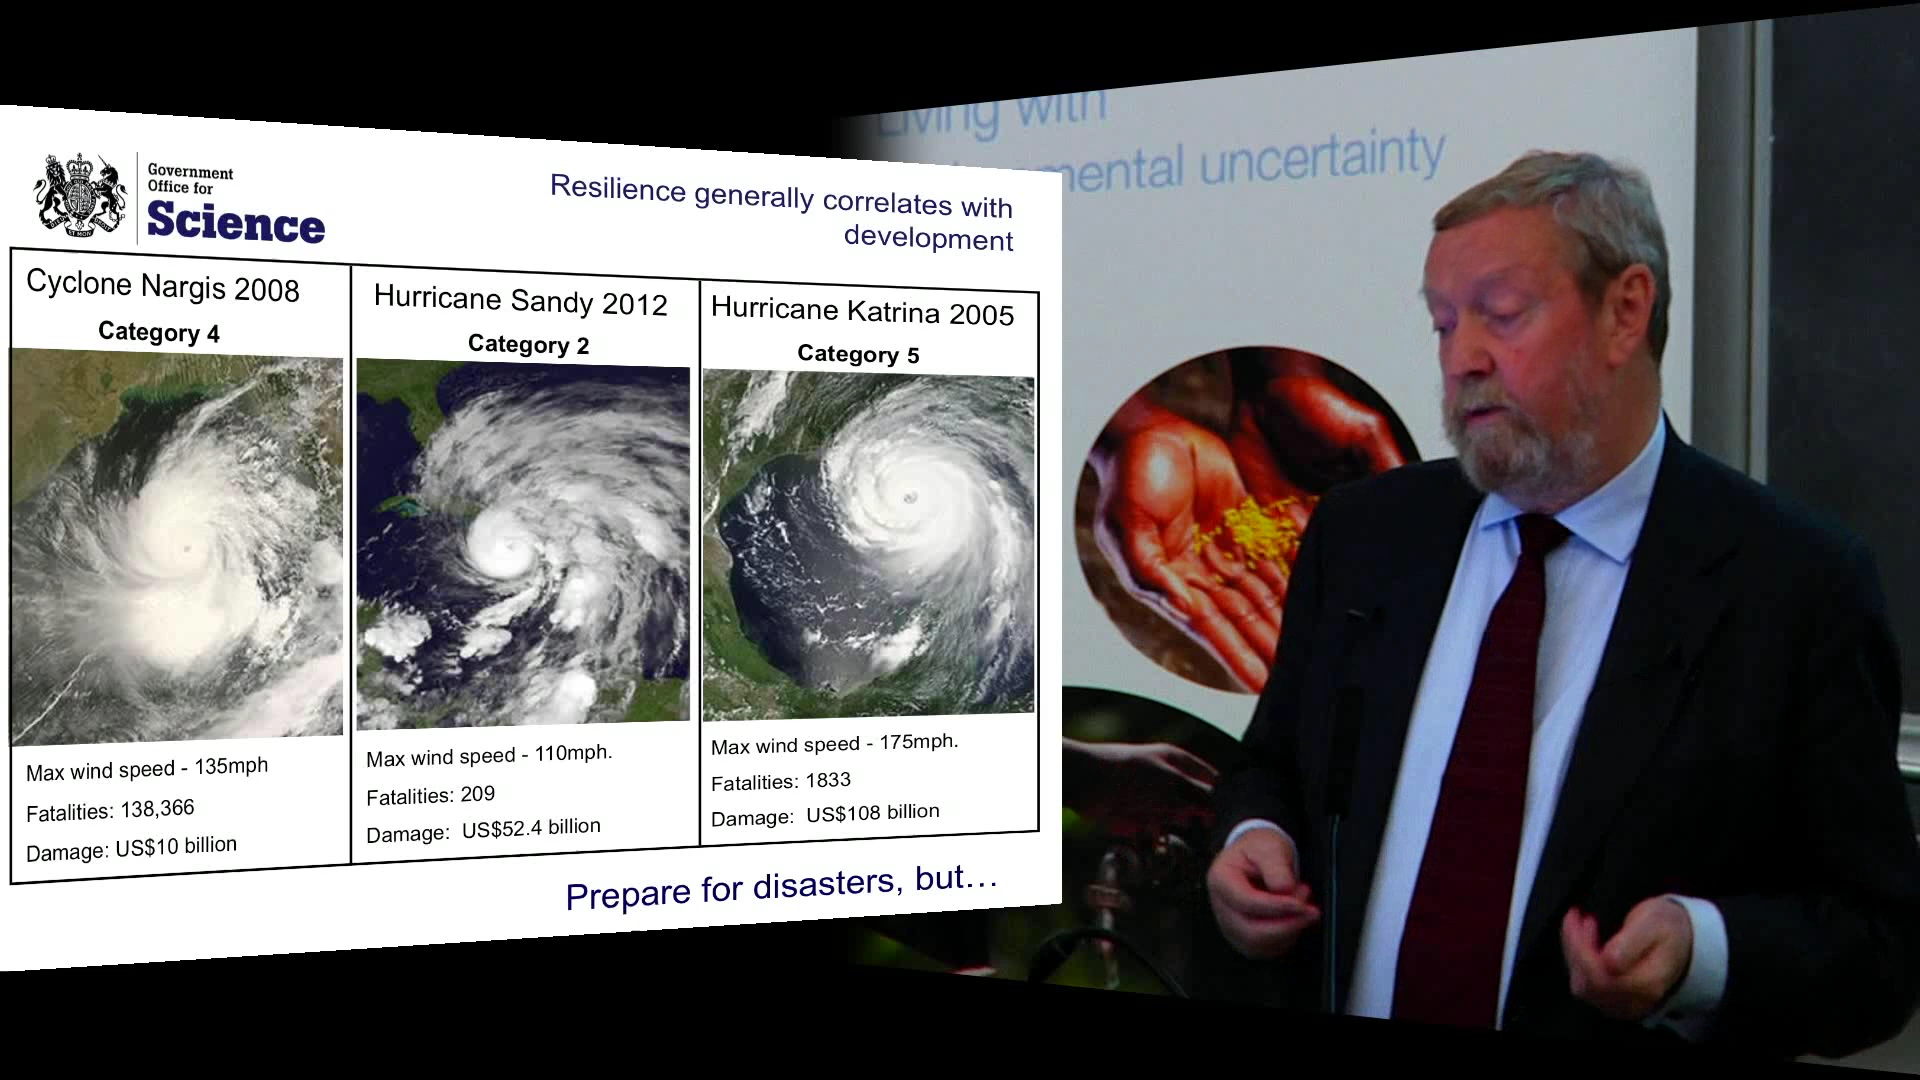 Government
Office for
Science
Resilience generally correlates with
development
Cyclone Nargis 2008
Category 4
Max wind speed - 135mph
Fatalities: 138,366
Damage: US$10 billion
Hurricane Sandy 2012
Category 2
Max wind speed - 110mph.
Fatalities: 209
Damage: US$52.4 billion
Hurricane Katrina 2005
Category 5
Max wind speed - 175mph.
Fatalities: 1833
Damage: US$108 billion
Prepare for disasters, but…
Living with
mental uncertainty